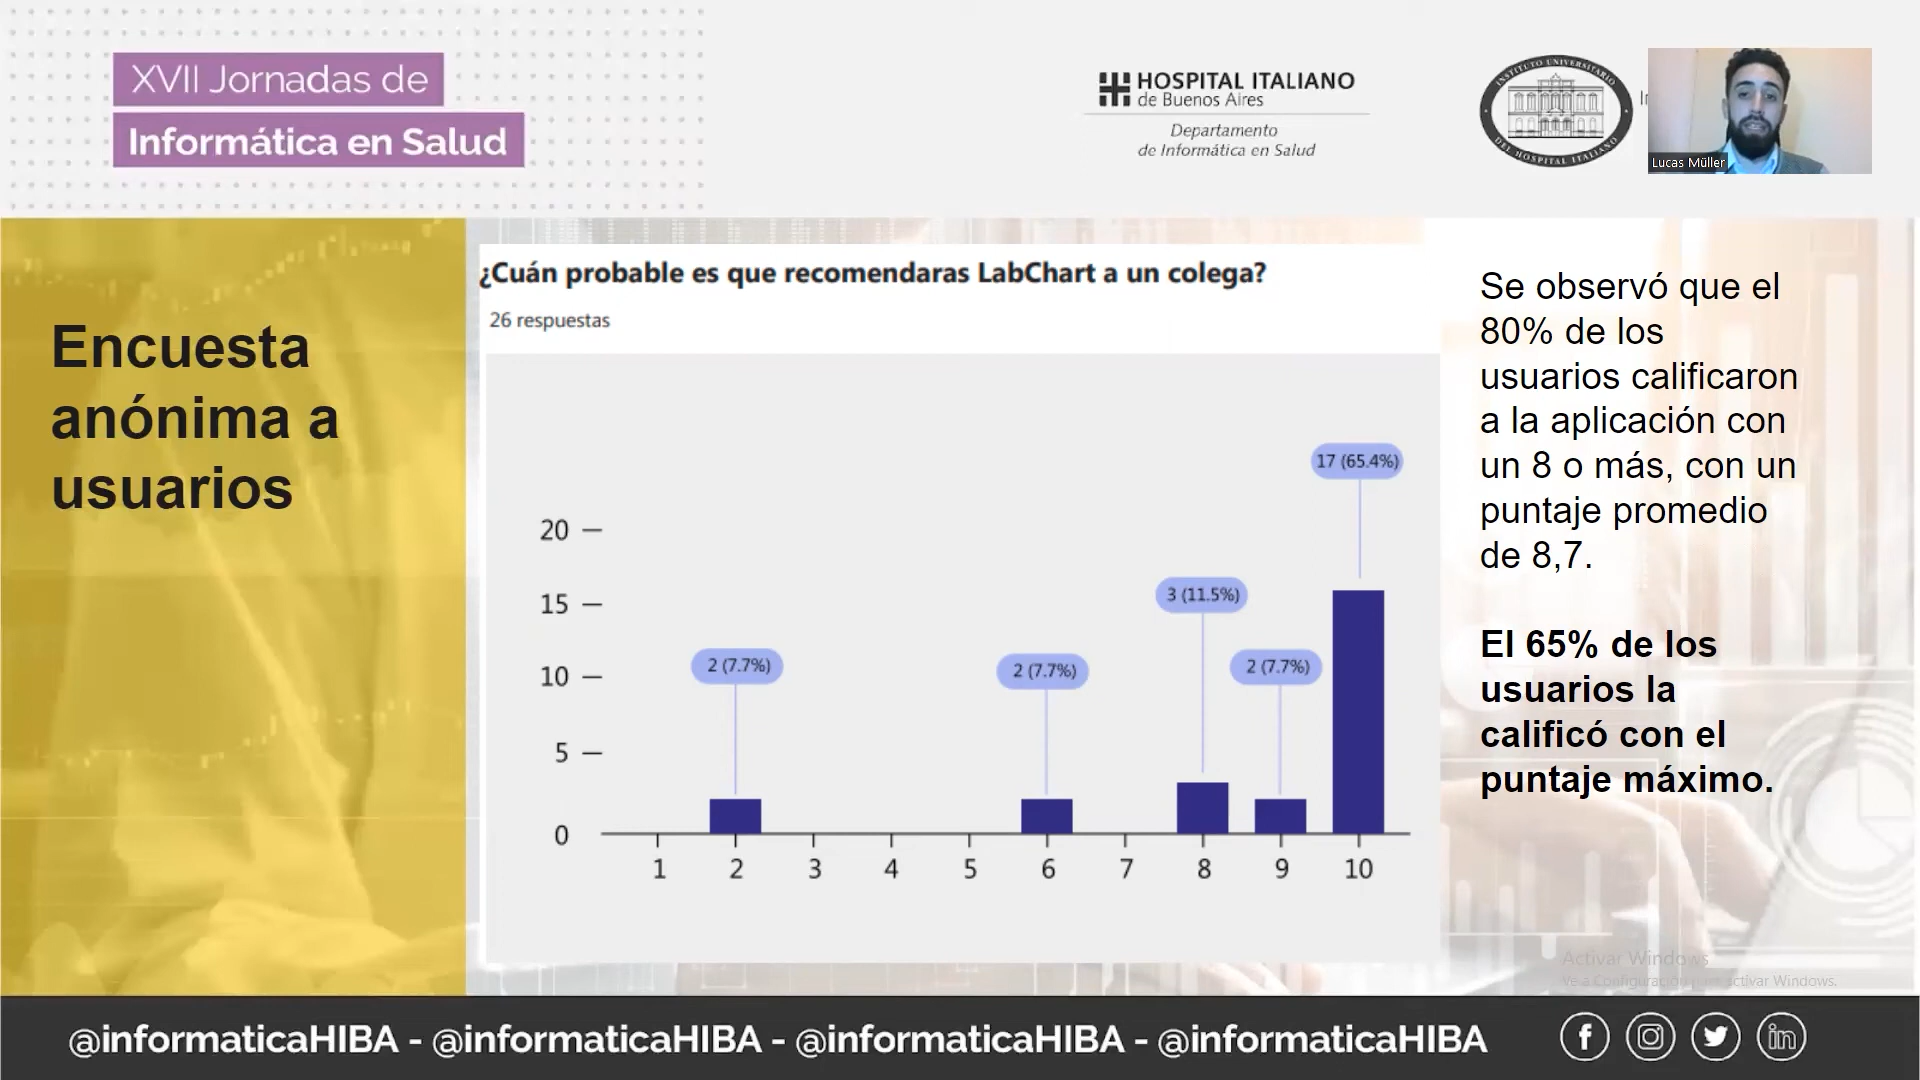 XVII Jornadas de
Informática en Salud
HOSPITAL ITALIANO
de Buenos Aires
Departamento
de Informática en Salud
INSTITUTO UNIVERSITARIO
DEL HOSPITAL ITALIANO
Lucas Müller
Encuesta
anónima a
usuarios
¿Cuán probable es que recomendaras LabChart a un colega?
26 respuestas
17 (65.4%)
20
3 (11.5%)
15
2 (7.7%)
2 (7.7%)
2 (7.7%)
10
5
0
1 2 3 4 5 6 7 8 9 10
Se observó que el
80% de los
usuarios calificaron
a la aplicación con
un 8 o más, con un
puntaje promedio
de 8,7.
El 65% de los
usuarios la
calificó con el
puntaje máximo.
Activar Windows
Ve a Configuración para activar Windows.
@informaticaHIBA - @informaticaHIBA - @informaticaHIBA - @informaticaHIBA